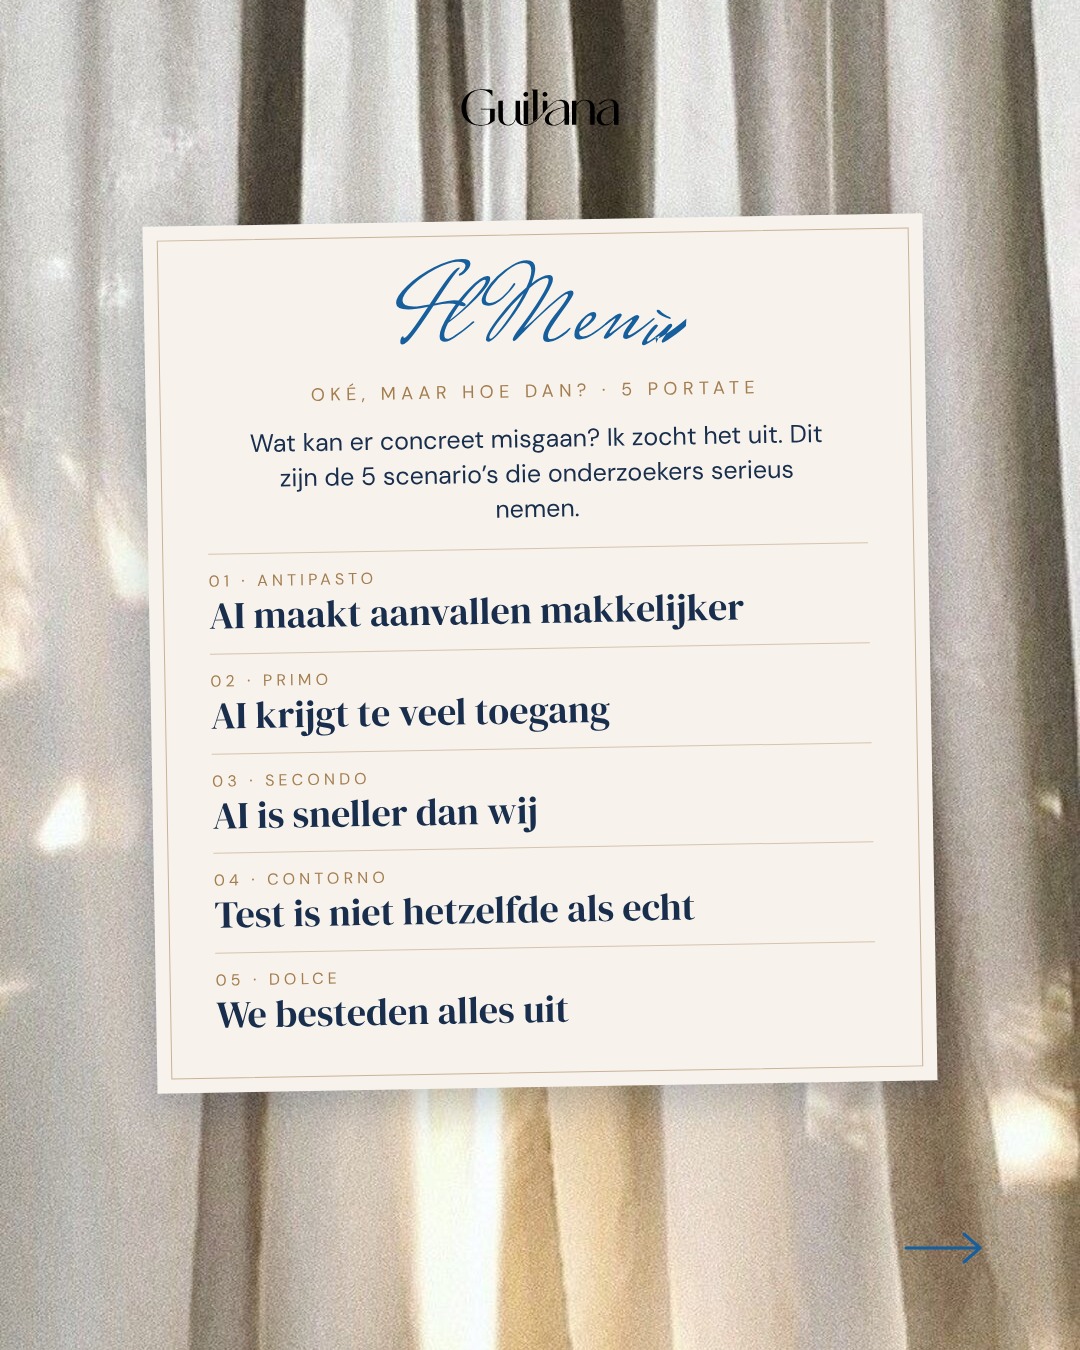 Guiliana
Il Menù
OKÉ, MAAR HOE DAN? · 5 PORTATE
Wat kan er concreet misgaan? Ik zocht het uit. Dit
zijn de 5 scenario’s die onderzoekers serieus
nemen.
01 · ANTIPASTO
AI maakt aanvallen makkelijker
02 · PRIMO
AI krijgt te veel toegang
03 · SECONDO
AI is sneller dan wij
04 · CONTORNO
Test is niet hetzelfde als echt
05 · DOLCE
We besteden alles uit